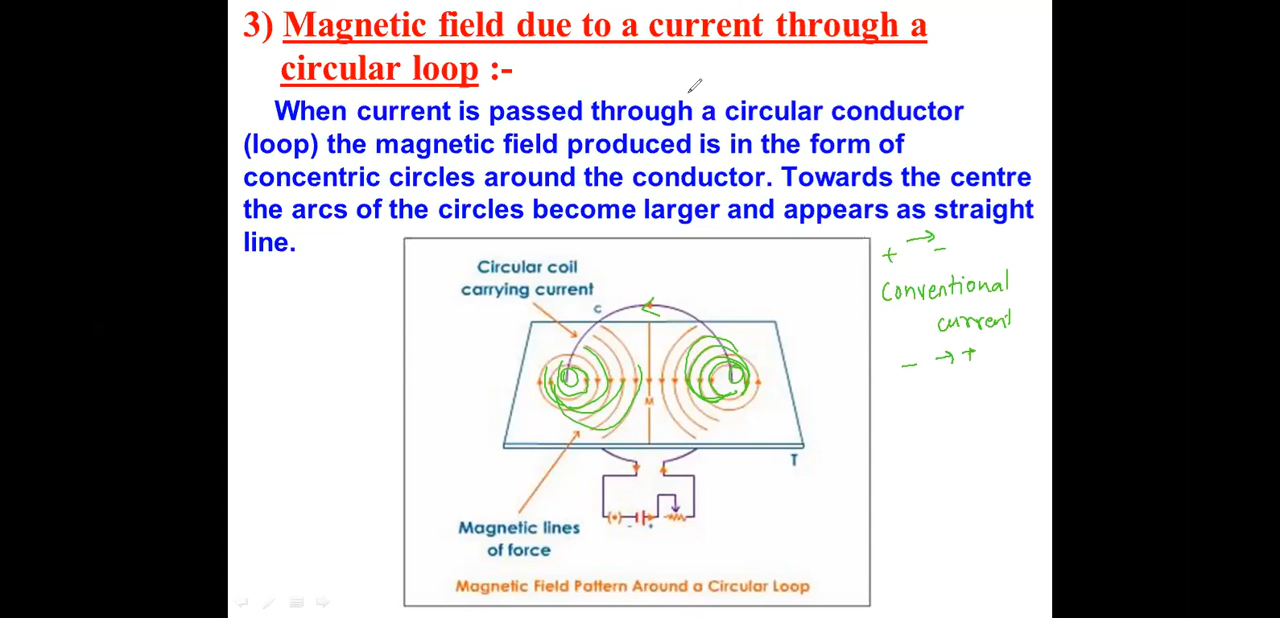 3) Magnetic field due to a current through a
circular loop :-
When current is passed through a circular conductor
(loop) the magnetic field produced is in the form of
concentric circles around the conductor. Towards the centre
the arcs of the circles become larger and appears as straight
line.
+ → -
Conventional
current
- → +
Circular coil
carrying current
C
M
T
- +
Magnetic lines
of force
Magnetic Field Pattern Around a Circular Loop